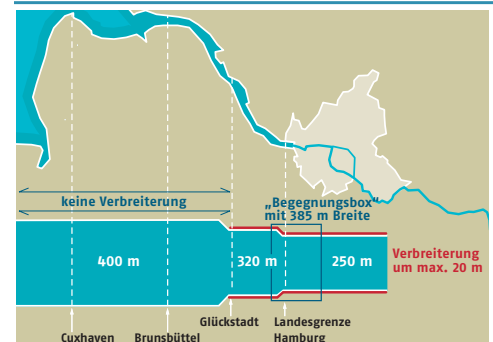 keine Verbreiterung
„Begegnungsbox“
mit 385 m Breite
400 m
320 m
250 m
Verbreiterung
um max. 20 m
Glückstadt
Landesgrenze
Hamburg
Cuxhaven
Brunsbüttel